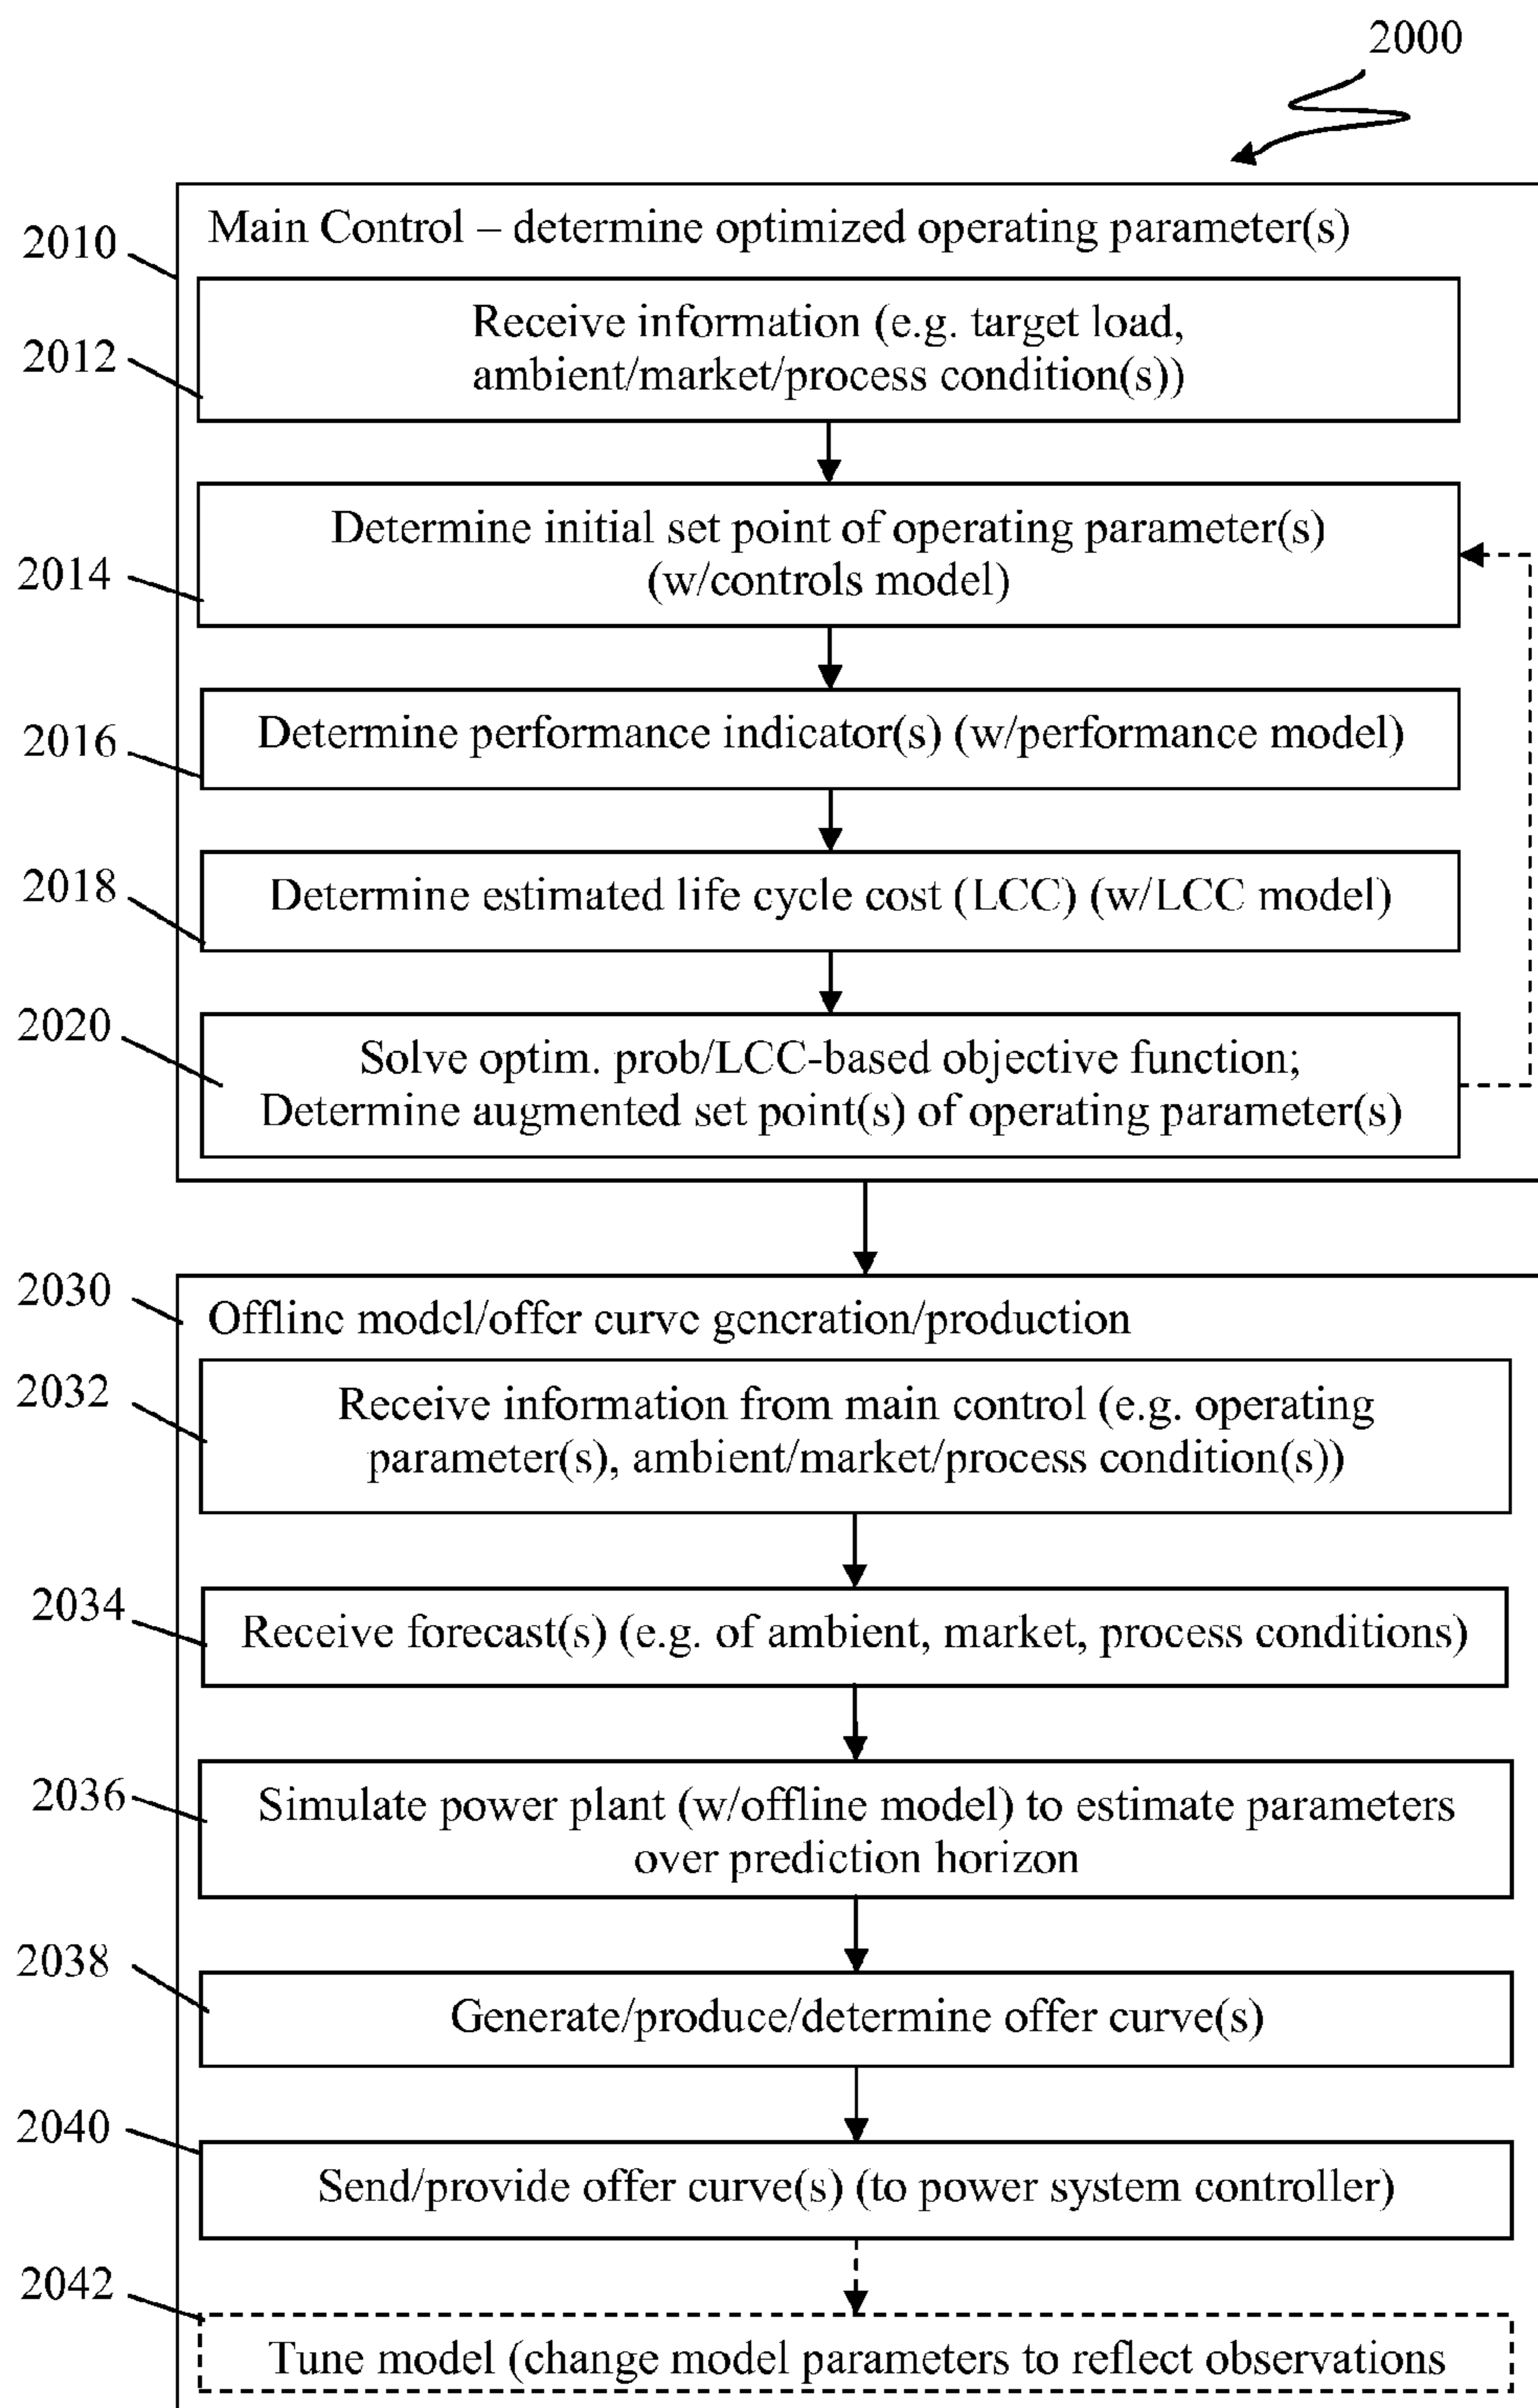 2000
2010
Main Control – determine optimized operating parameter(s)
2012
Receive information (e.g. target load,
ambient/market/process condition(s))
2014
Determine initial set point of operating parameter(s)
(w/controls model)
2016
Determine performance indicator(s) (w/performance model)
2018
Determine estimated life cycle cost (LCC) (w/LCC model)
2020
Solve optim. prob/LCC-based objective function;
Determine augmented set point(s) of operating parameter(s)
2030
Offline model/offer curve generation/production
2032
Receive information from main control (e.g. operating
parameter(s), ambient/market/process condition(s))
2034
Receive forecast(s) (e.g. of ambient, market, process conditions)
2036
Simulate power plant (w/offline model) to estimate parameters
over prediction horizon
2038
Generate/produce/determine offer curve(s)
2040
Send/provide offer curve(s) (to power system controller)
2042
Tune model (change model parameters to reflect observations